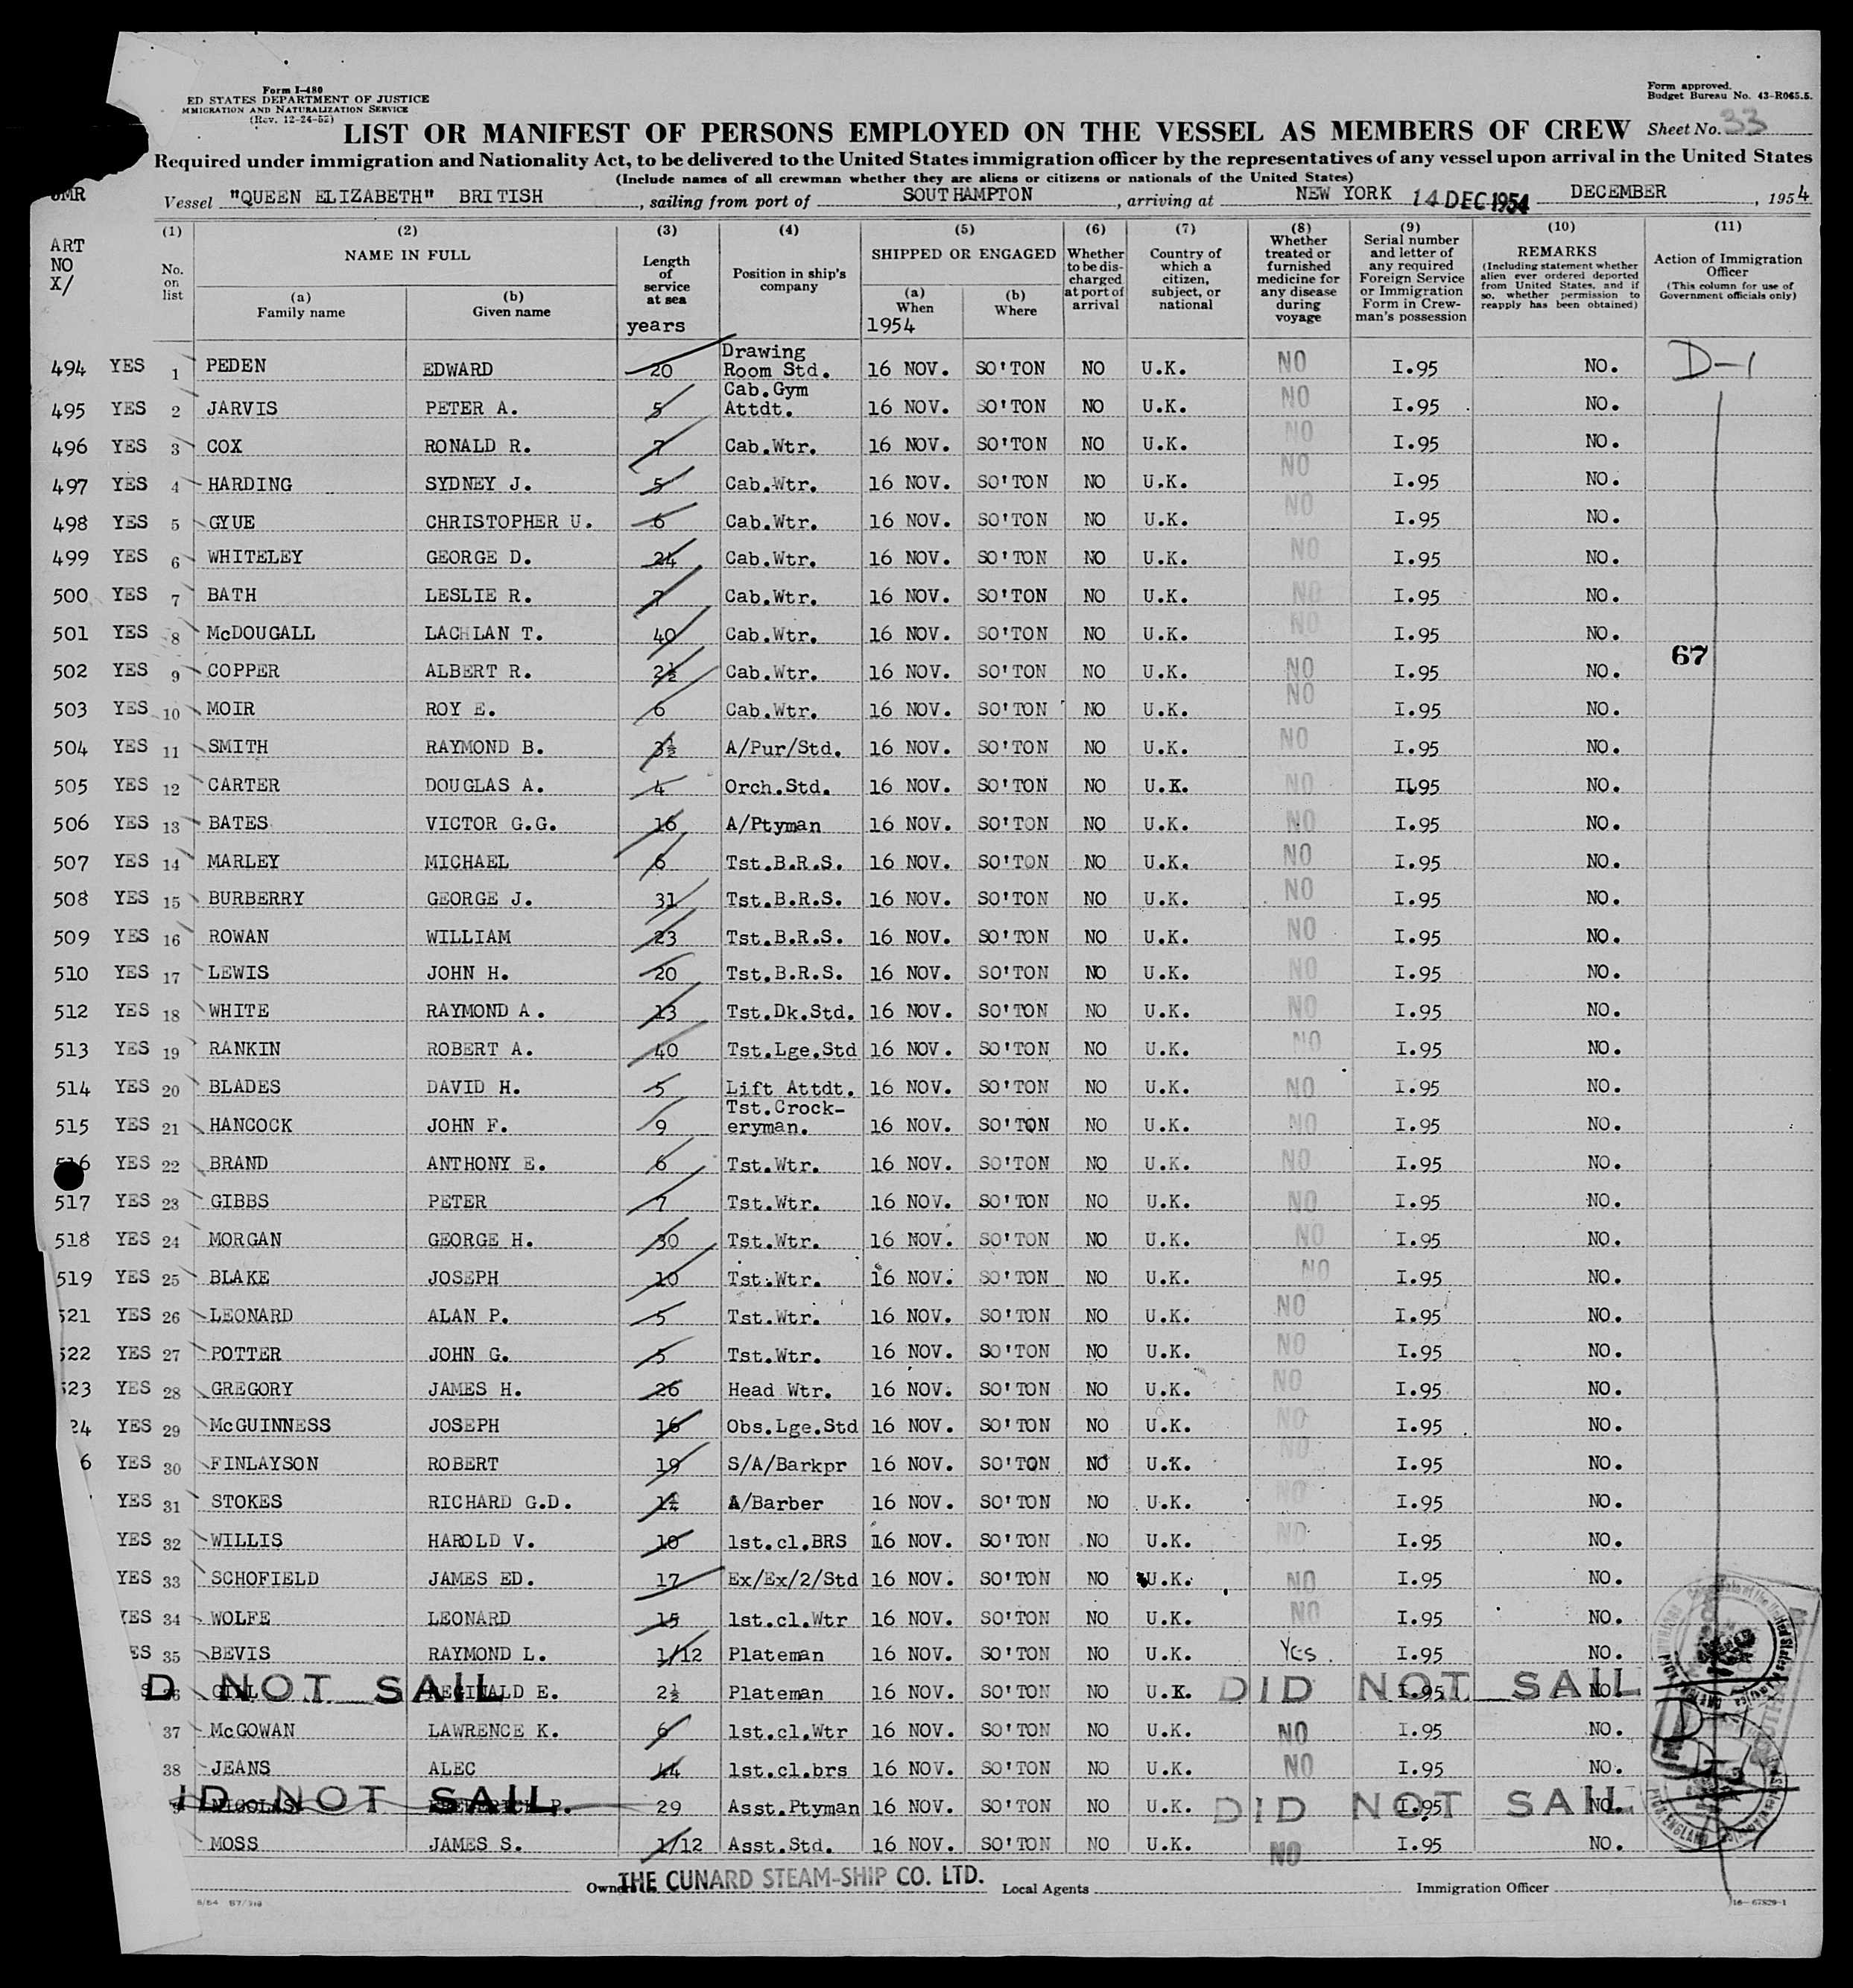 Form I-480
ED STATES DEPARTMENT OF JUSTICE
MMIGRATION AND NATURALIZATION SERVICE
(Rev. 12-24-52)
Form approved.
Budget Bureau No. 43-R065.5.
LIST OR MANIFEST OF PERSONS EMPLOYED ON THE VESSEL AS MEMBERS OF CREW Sheet No. 33
Required under immigration and Nationality Act, to be delivered to the United States immigration officer by the representatives of any vessel upon arrival in the United States
(Include names of all crewman whether they are aliens or citizens or nationals of the United States)
Vessel "QUEEN ELIZABETH" BRITISH, sailing from port of SOUTHAMPTON, arriving at NEW YORK 14 DEC 1954 DECEMBER, 1954
ART NO X/
(1) No. on list
(2) NAME IN FULL (a) Family name (b) Given name
(3) Length of service at sea years
(4) Position in ship's company
(5) SHIPPED OR ENGAGED (a) When 1954 (b) Where
(6) Whether to be discharged at port of arrival
(7) Country of which a citizen, subject, or national
(8) Whether treated or furnished medicine for any disease during voyage
(9) Serial number and letter of any required Foreign Service or Immigration Form in Crewman's possession
(10) REMARKS (Including statement whether alien ever ordered deported from United States, and if so, whether permission to reapply has been obtained)
(11) Action of Immigration Officer (This column for use of Government officials only)
494 YES 1 PEDEN EDWARD 20 Drawing Room Std. 16 NOV. SO'TON NO U.K. NO I.95 NO. D-1
495 YES 2 JARVIS PETER A. 5 Cab.Gym Attdt. 16 NOV. SO'TON NO U.K. NO I.95 NO.
496 YES 3 COX RONALD R. 7 Cab.Wtr. 16 NOV. SO'TON NO U.K. NO I.95 NO.
497 YES 4 HARDING SYDNEY J. 5 Cab.Wtr. 16 NOV. SO'TON NO U.K. NO I.95 NO.
498 YES 5 GYUE CHRISTOPHER U. 6 Cab.Wtr. 16 NOV. SO'TON NO U.K. NO I.95 NO.
499 YES 6 WHITELEY GEORGE D. 24 Cab.Wtr. 16 NOV. SO'TON NO U.K. NO I.95 NO.
500 YES 7 BATH LESLIE R. 7 Cab.Wtr. 16 NOV. SO'TON NO U.K. NO I.95 NO.
501 YES 8 McDOUGALL LACHLAN T. 40 Cab.Wtr. 16 NOV. SO'TON NO U.K. NO I.95 NO.
67
502 YES 9 COPPER ALBERT R. 2½ Cab.Wtr. 16 NOV. SO'TON NO U.K. NO I.95 NO.
503 YES 10 MOIR ROY E. 6 Cab.Wtr. 16 NOV. SO'TON NO U.K. NO I.95 NO.
504 YES 11 SMITH RAYMOND B. 3½ A/Pur/Std. 16 NOV. SO'TON NO U.K. NO I.95 NO.
505 YES 12 CARTER DOUGLAS A. 4 Orch.Std. 16 NOV. SO'TON NO U.K. NO I.95 NO.
506 YES 13 BATES VICTOR G.G. 16 A/Ptyman 16 NOV. SO'TON NO U.K. NO I.95 NO.
507 YES 14 MARLEY MICHAEL 6 Tst.B.R.S. 16 NOV. SO'TON NO U.K. NO I.95 NO.
508 YES 15 BURBERRY GEORGE J. 31 Tst.B.R.S. 16 NOV. SO'TON NO U.K. NO I.95 NO.
509 YES 16 ROWAN WILLIAM 23 Tst.B.R.S. 16 NOV. SO'TON NO U.K. NO I.95 NO.
510 YES 17 LEWIS JOHN H. 20 Tst.B.R.S. 16 NOV. SO'TON NO U.K. NO I.95 NO.
512 YES 18 WHITE RAYMOND A. 13 Tst.Dk.Std. 16 NOV. SO'TON NO U.K. NO I.95 NO.
513 YES 19 RANKIN ROBERT A. 40 Tst.Lge.Std 16 NOV. SO'TON NO U.K. NO I.95 NO.
514 YES 20 BLADES DAVID H. 5 Lift Attdt. 16 NOV. SO'TON NO U.K. NO I.95 NO.
515 YES 21 HANCOCK JOHN F. 9 Tst.Crock-eryman. 16 NOV. SO'TON NO U.K. NO I.95 NO.
516 YES 22 BRAND ANTHONY E. 6 Tst.Wtr. 16 NOV. SO'TON NO U.K. NO I.95 NO.
517 YES 23 GIBBS PETER 7 Tst.Wtr. 16 NOV. SO'TON NO U.K. NO I.95 NO.
518 YES 24 MORGAN GEORGE H. 30 Tst.Wtr. 16 NOV. SO'TON NO U.K. NO I.95 NO.
519 YES 25 BLAKE JOSEPH 10 Tst.Wtr. 16 NOV. SO'TON NO U.K. NO I.95 NO.
521 YES 26 LEONARD ALAN P. 5 Tst.Wtr. 16 NOV. SO'TON NO U.K. NO I.95 NO.
522 YES 27 POTTER JOHN G. 5 Tst.Wtr. 16 NOV. SO'TON NO U.K. NO I.95 NO.
523 YES 28 GREGORY JAMES H. 26 Head Wtr. 16 NOV. SO'TON NO U.K. NO I.95 NO.
24 YES 29 McGUINNESS JOSEPH 16 Obs.Lge.Std 16 NOV. SO'TON NO U.K. NO I.95 NO.
6 YES 30 FINLAYSON ROBERT 19 S/A/Barkpr 16 NOV. SO'TON NO U.K. NO I.95 NO.
YES 31 STOKES RICHARD G.D. 1¼ A/Barber 16 NOV. SO'TON NO U.K. NO I.95 NO.
YES 32 WILLIS HAROLD V. 10 1st.cl.BRS 16 NOV. SO'TON NO U.K. NO I.95 NO.
YES 33 SCHOFIELD JAMES ED. 17 Ex/Ex/2/Std 16 NOV. SO'TON NO U.K. NO I.95 NO.
YES 34 WOLFE LEONARD 15 1st.cl.Wtr 16 NOV. SO'TON NO U.K. NO I.95 NO.
ES 35 BEVIS RAYMOND L. 1/12 Plateman 16 NOV. SO'TON NO U.K. Yes. I.95 NO.
D NOT SAIL REGINALD E. 2½ Plateman 16 NOV. SO'TON NO U.K. DID NOT SAIL I.95 NO.
37 McGOWAN LAWRENCE K. 6 1st.cl.Wtr 16 NOV. SO'TON NO U.K. NO I.95 NO.
38 JEANS ALEC 44 1st.cl.brs 16 NOV. SO'TON NO U.K. NO I.95 NO.
ID NOT SAIL NICOLAS FREDERICK P. 29 Asst.Ptyman 16 NOV. SO'TON NO U.K. DID NOT SAIL I.95 NO.
MOSS JAMES S. 1/12 Asst.Std. 16 NOV. SO'TON NO U.K. NO I.95 NO.
THE CUNARD STEAM-SHIP CO. LTD. Local Agents Immigration Officer
16-67829-1